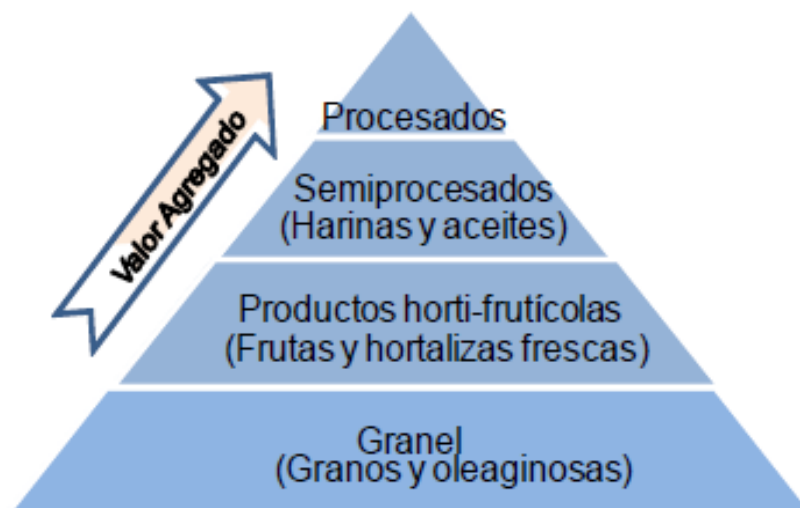 Valor Agregado
Procesados
Semiprocesados
(Harinas y aceites)
Productos horti-frutícolas
(Frutas y hortalizas frescas)
Granel
(Granos y oleaginosas)